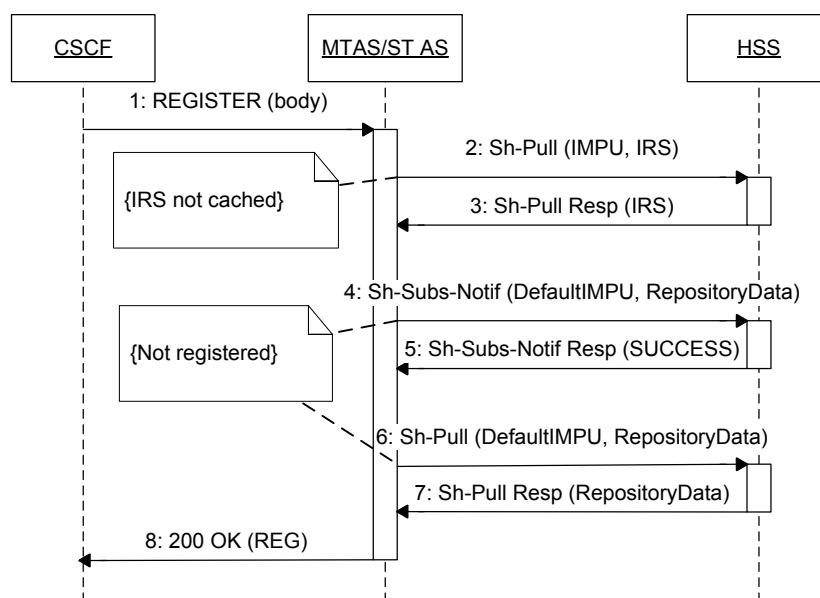 CSCF
MTAS/ST AS
HSS
1: REGISTER (body)
2: Sh-Pull (IMPU, IRS)
{IRS not cached}
3: Sh-Pull Resp (IRS)
4: Sh-Subs-Notif (DefaultIMPU, RepositoryData)
{Not registered}
5: Sh-Subs-Notif Resp (SUCCESS)
6: Sh-Pull (DefaultIMPU, RepositoryData)
7: Sh-Pull Resp (RepositoryData)
8: 200 OK (REG)